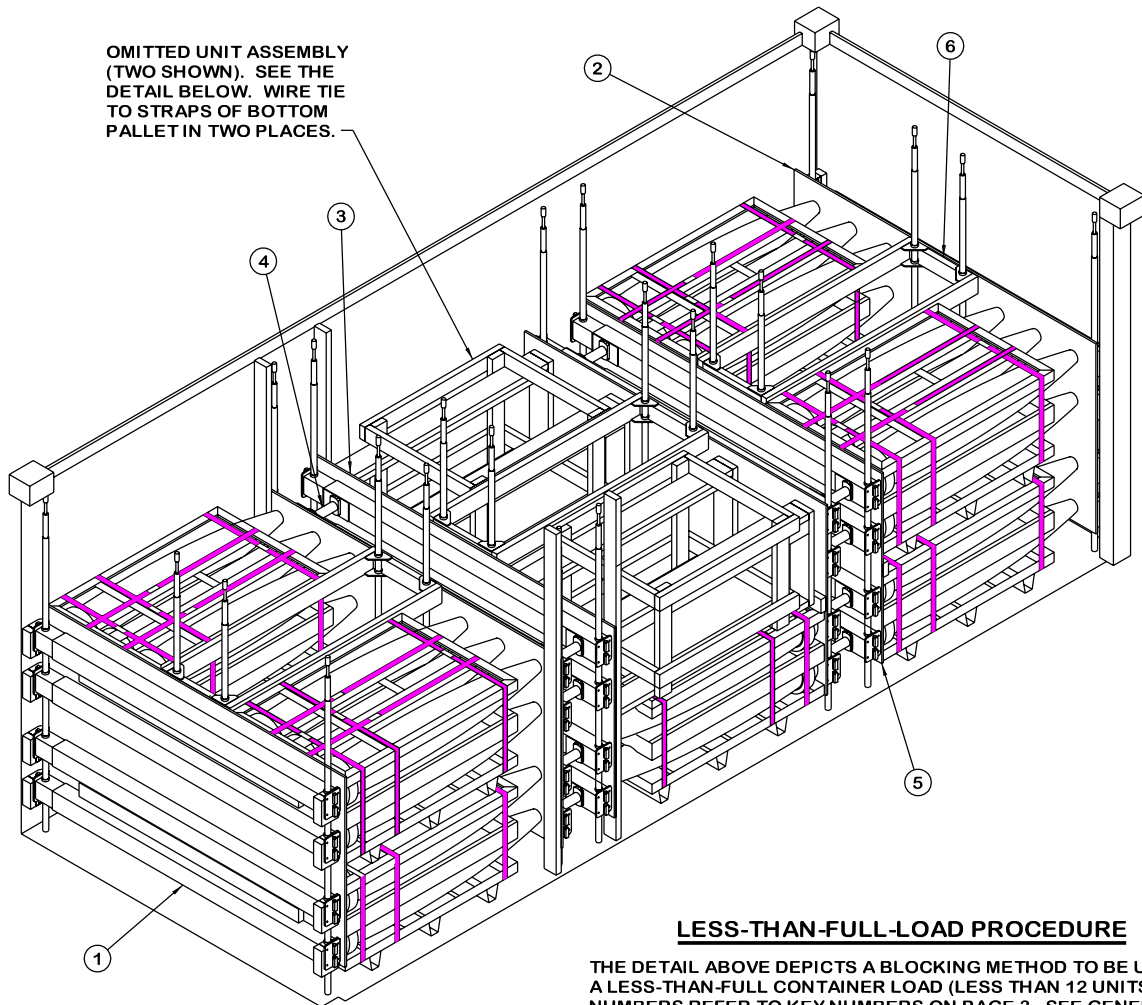 OMITTED UNIT ASSEMBLY
(TWO SHOWN). SEE THE
DETAIL BELOW. WIRE TIE
TO STRAPS OF BOTTOM
PALLET IN TWO PLACES.
2
6
3
4
5
1
LESS-THAN-FULL-LOAD PROCEDURE
THE DETAIL ABOVE DEPICTS A BLOCKING METHOD TO BE U
A LESS-THAN-FULL CONTAINER LOAD (LESS THAN 12 UNITS
NUMBERS REFER TO KEY NUMBERS ON PAGE 3. SEE GENE